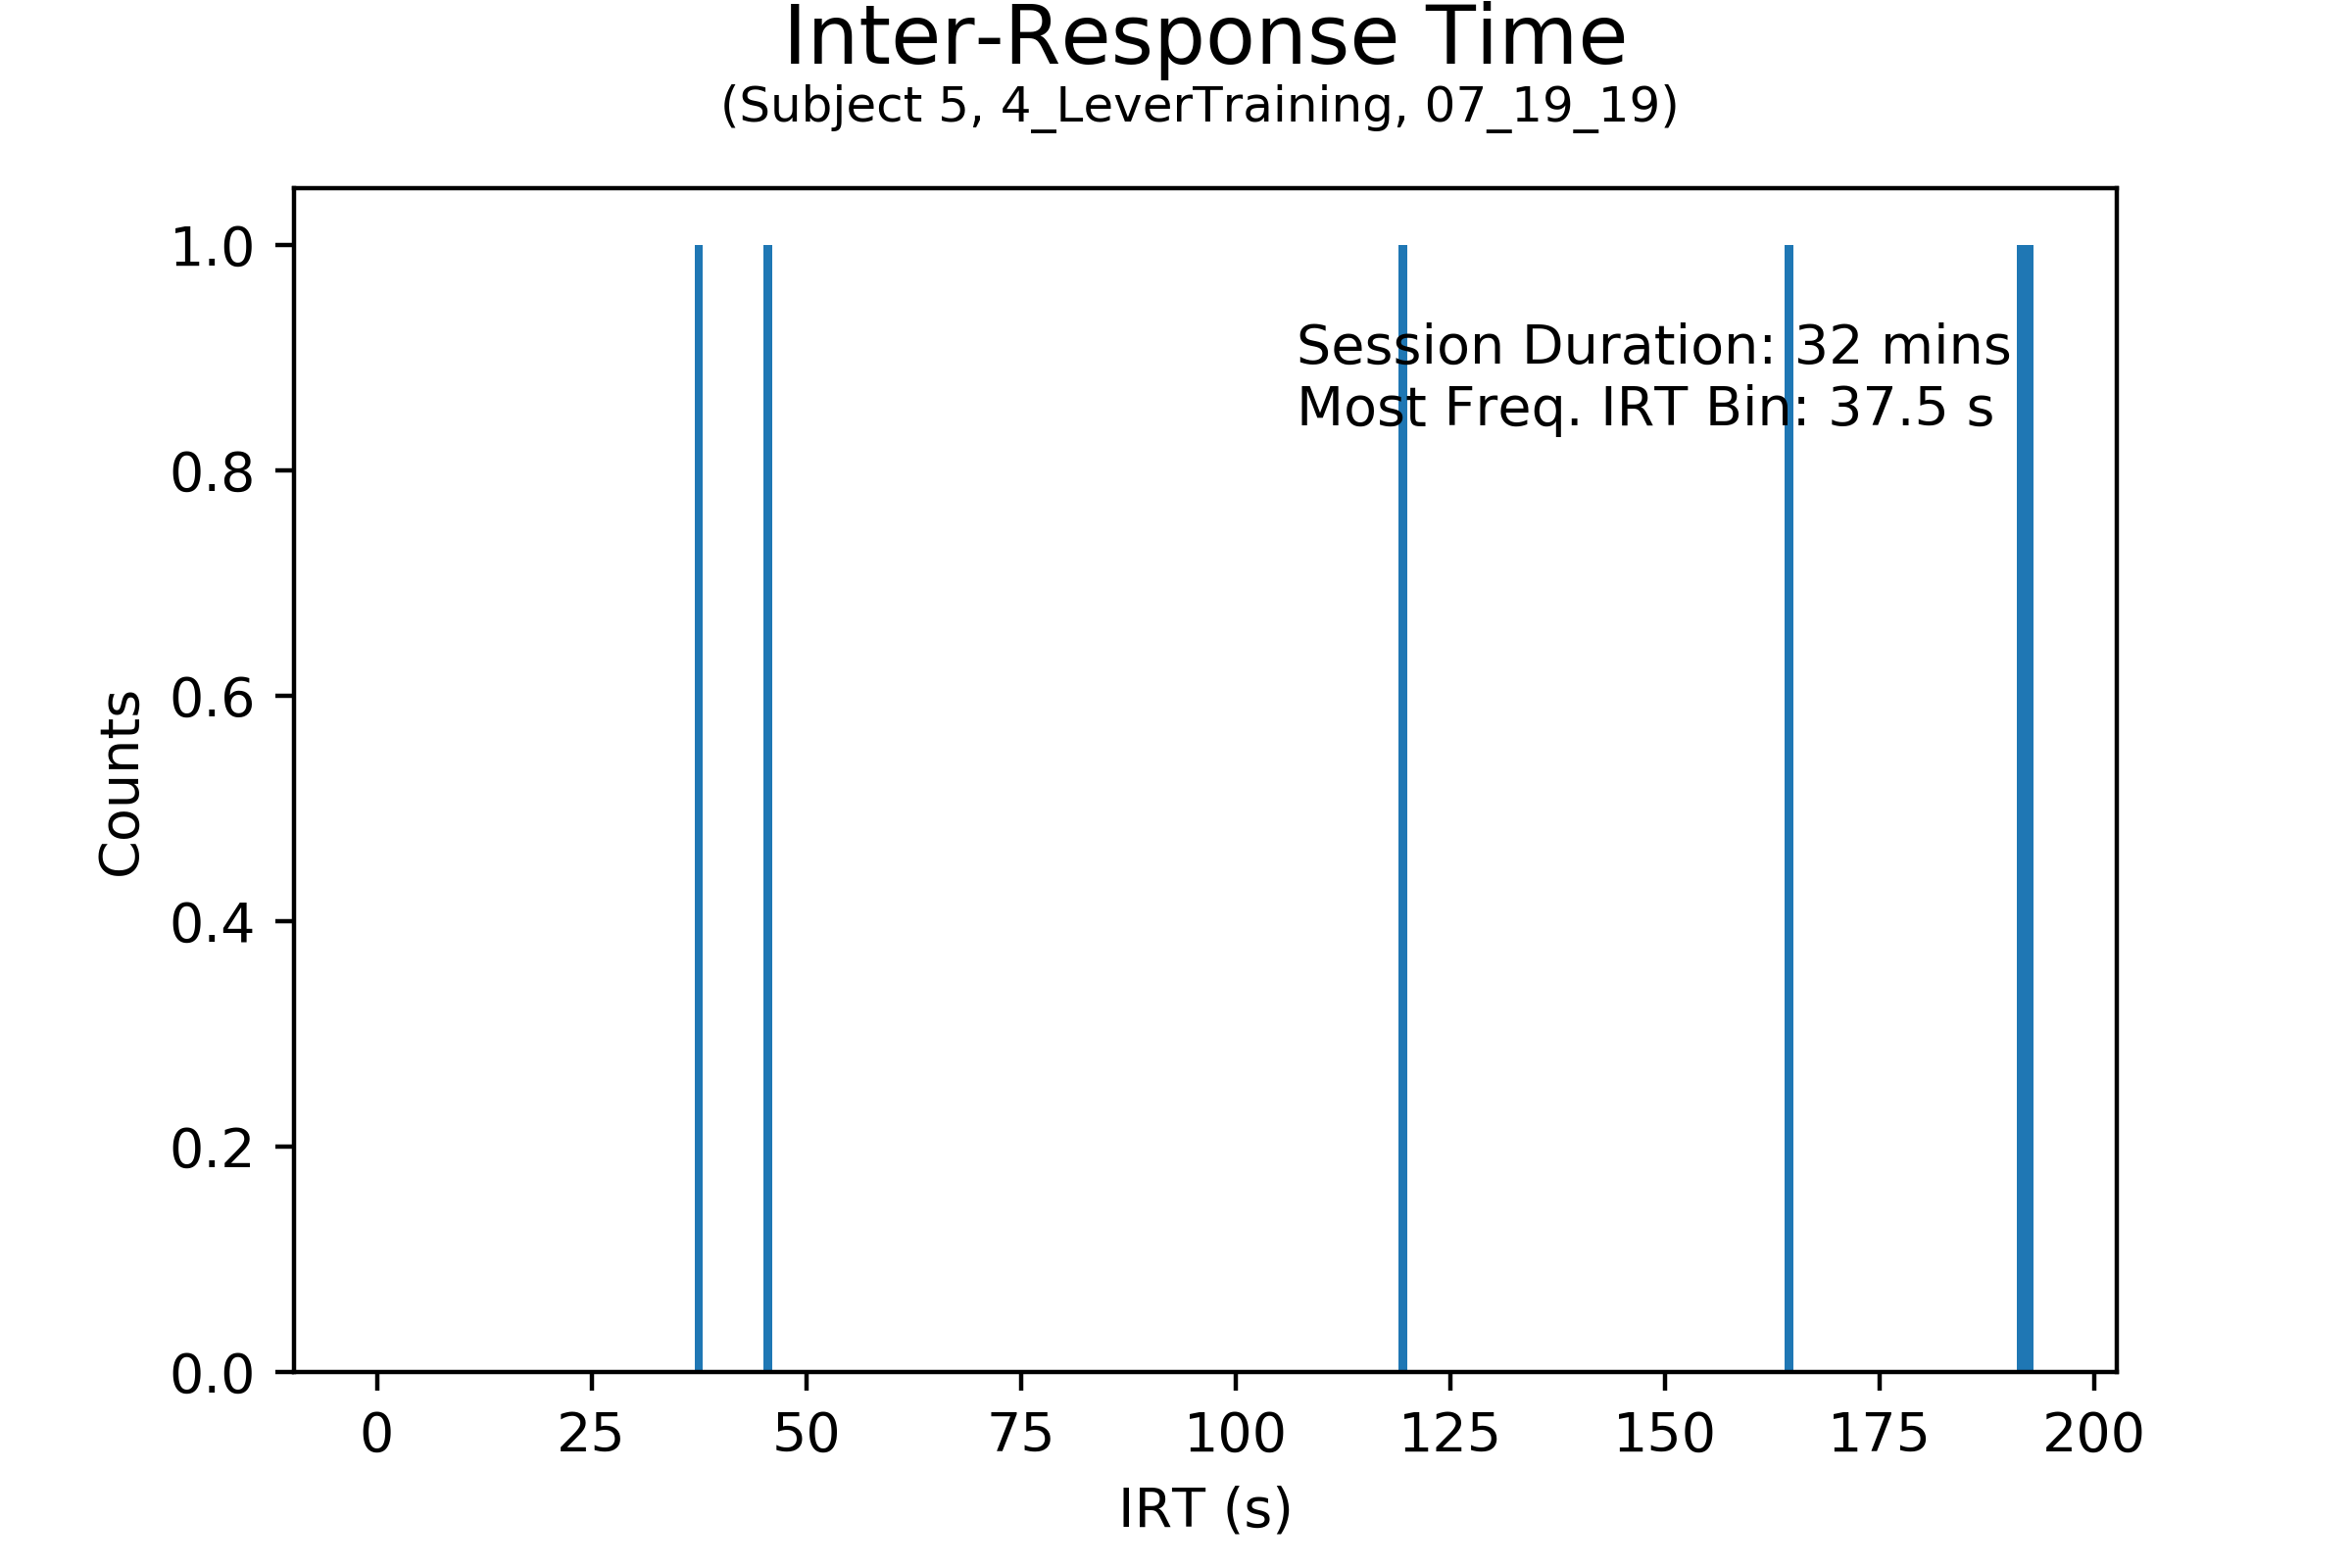 Inter-Response Time
(Subject 5, 4_LeverTraining, 07_19_19)
1.0
0.8
0.6
0.4
0.2
0.0
Counts
Session Duration: 32 mins
Most Freq. IRT Bin: 37.5 s
0 25 50 75 100 125 150 175 200
IRT (s)